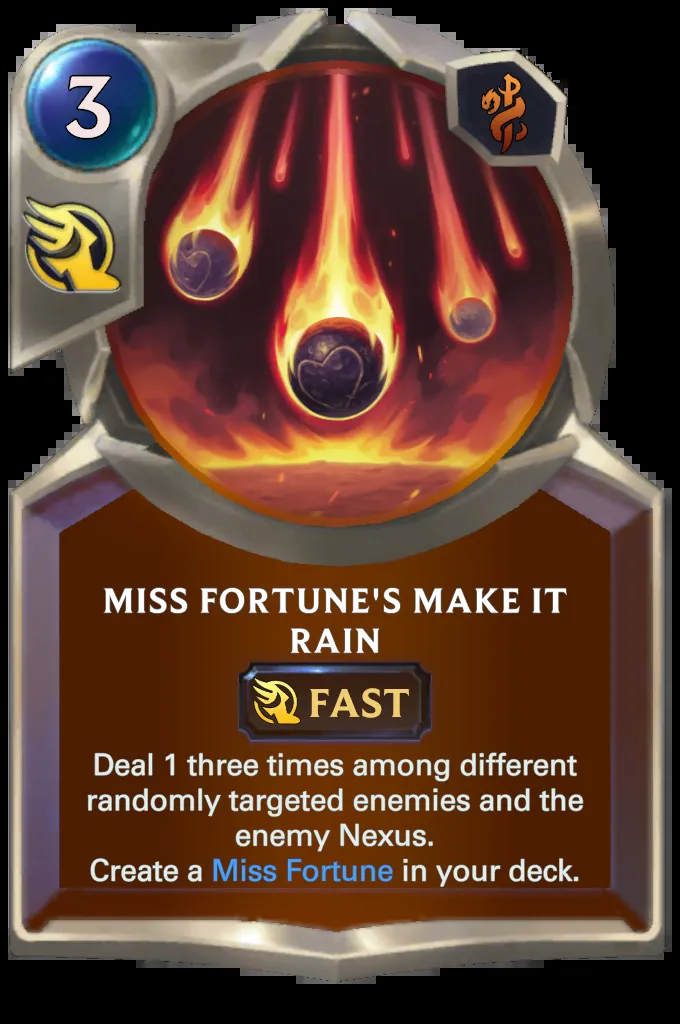 3
MISS FORTUNE'S MAKE IT
RAIN
FAST
Deal 1 three times among different
randomly targeted enemies and the
enemy Nexus.
Create a Miss Fortune in your deck.